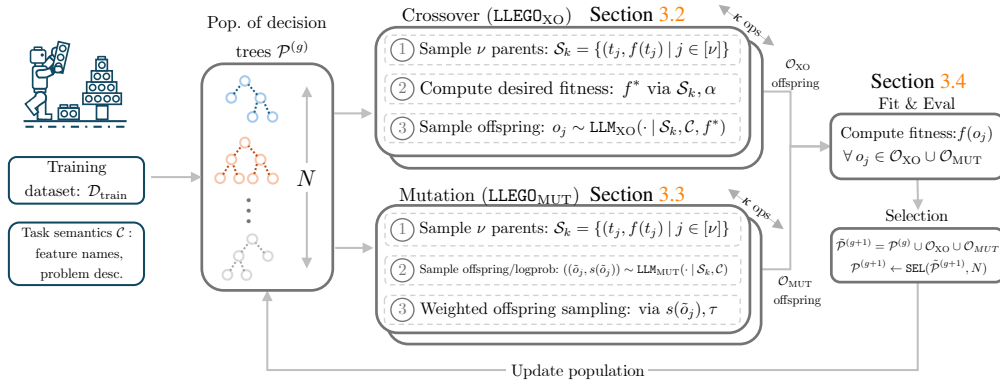 Pop. of decision
trees 𝒫^(g)
N
Training
dataset: 𝒟_train
Task semantics 𝒞 :
feature names,
problem desc.
Crossover (LLEGO_XO) Section 3.2
κ ops
① Sample ν parents: 𝒮_k = {(t_j, f(t_j) | j ∈ [ν]}
② Compute desired fitness: f* via 𝒮_k, α
③ Sample offspring: o_j ∼ LLM_XO(· | 𝒮_k, 𝒞, f*)
Mutation (LLEGO_MUT) Section 3.3
κ ops
① Sample ν parents: 𝒮_k = {(t_j, f(t_j) | j ∈ [ν]}
② Sample offspring/logprob: ((õ_j, s(õ_j)) ∼ LLM_MUT(· | 𝒮_k, 𝒞)
③ Weighted offspring sampling: via s(õ_j), τ
𝒪_XO
offspring
𝒪_MUT
offspring
Section 3.4
Fit & Eval
Compute fitness:f(o_j)
∀ o_j ∈ 𝒪_XO ∪ 𝒪_MUT
Selection
𝒫̃^(g+1) = 𝒫^(g) ∪ 𝒪_XO ∪ 𝒪_MUT
𝒫^(g+1) ← SEL(𝒫̃^(g+1), N)
Update population